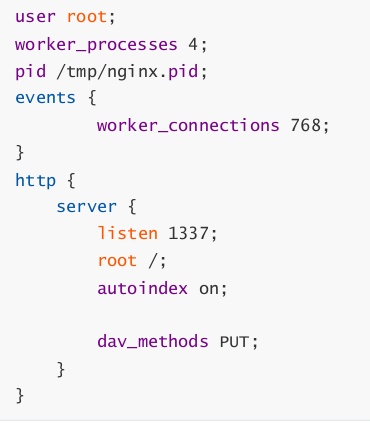 user root;
worker_processes 4;
pid /tmp/nginx.pid;
events {
        worker_connections 768;
}
http {
    server {
        listen 1337;
        root /;
        autoindex on;

        dav_methods PUT;
    }
}